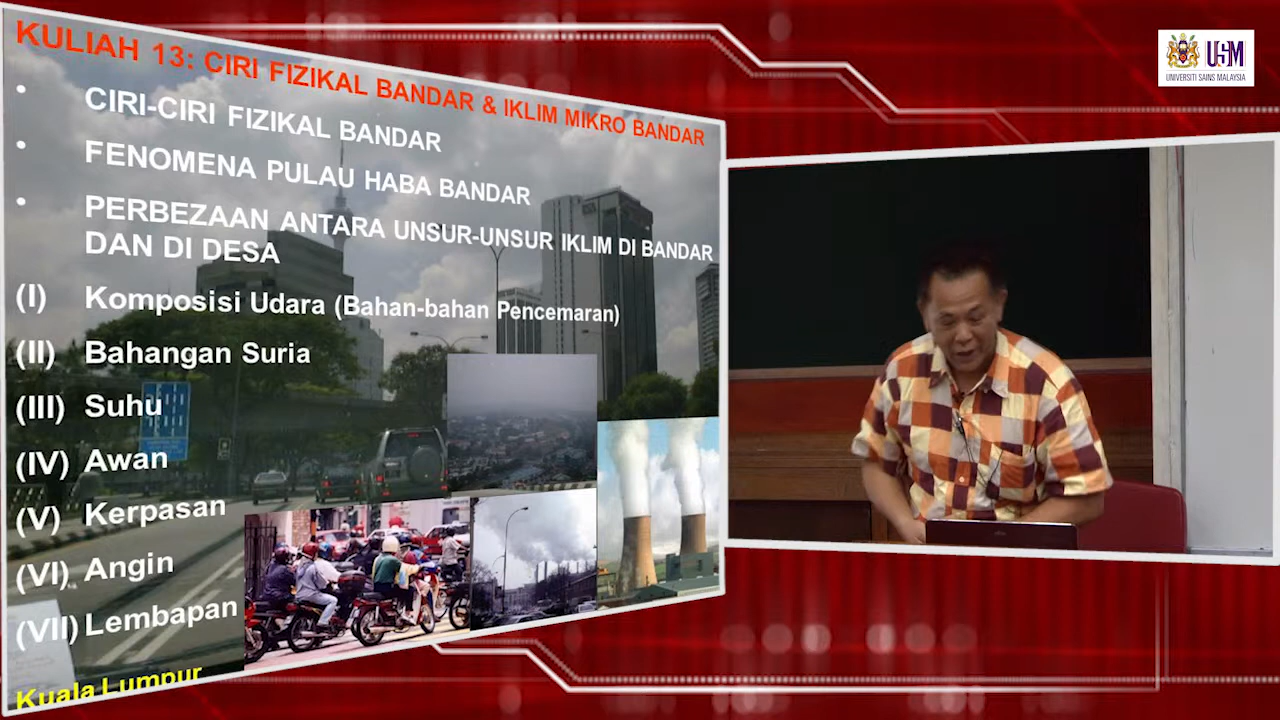 KULIAH 13: CIRI FIZIKAL BANDAR & IKLIM MIKRO BANDAR
• CIRI-CIRI FIZIKAL BANDAR
• FENOMENA PULAU HABA BANDAR
• PERBEZAAN ANTARA UNSUR-UNSUR IKLIM DI BANDAR
DAN DI DESA
(I) Komposisi Udara (Bahan-bahan Pencemaran)
(II) Bahangan Suria
(III) Suhu
(IV) Awan
(V) Kerpasan
(VI) Angin
(VII) Lembapan
Kuala Lumpur
USM
UNIVERSITI SAINS MALAYSIA